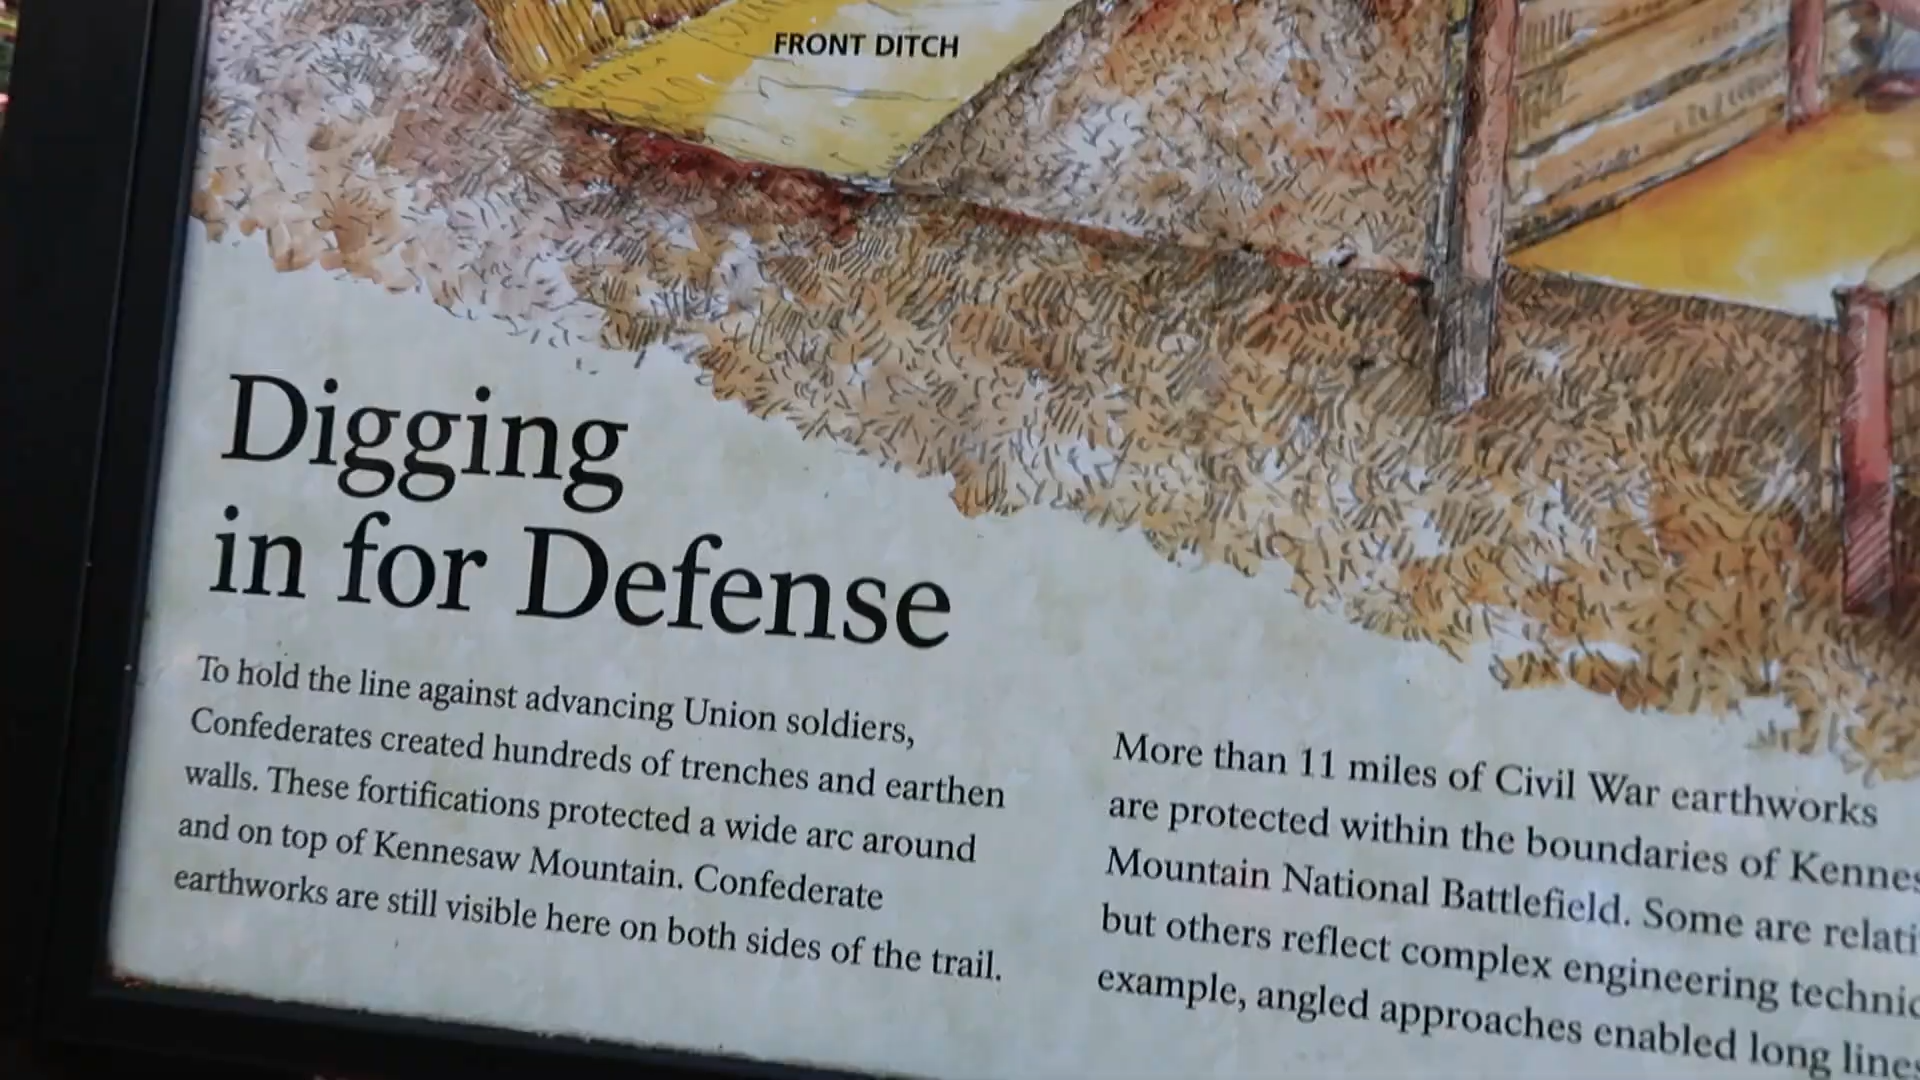 FRONT DITCH
Digging
in for Defense
To hold the line against advancing Union soldiers,
Confederates created hundreds of trenches and earthen
walls. These fortifications protected a wide arc around
and on top of Kennesaw Mountain. Confederate
earthworks are still visible here on both sides of the trail.
More than 11 miles of Civil War earthworks
are protected within the boundaries of
Mountain National Battlefield. Some are
but others reflect complex engineering
example, angled approaches enabled long